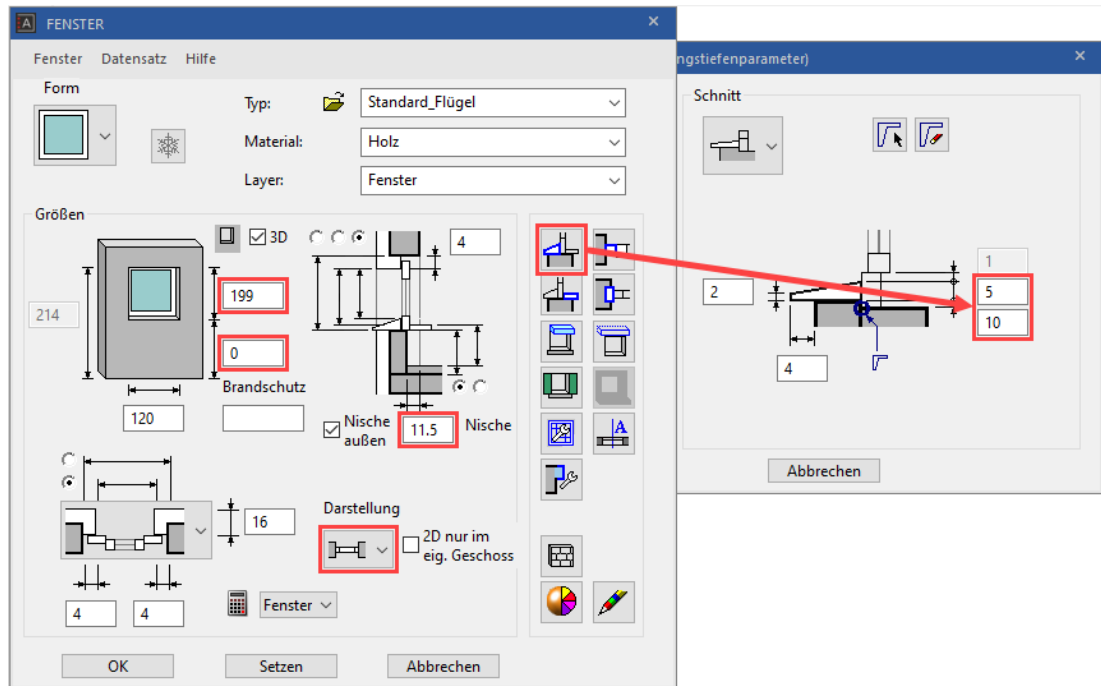 FENSTER
Fenster Datensatz Hilfe
Form
Typ: Standard_Flügel
Material: Holz
Layer: Fenster
Größen
3D
4
199
214
0
Brandschutz
120
Nische außen
11.5
Nische
16
Darstellung
2D nur im
eig. Geschoss
4
4
Fenster
A
OK Setzen Abbrechen
ngstiefenparameter)
Schnitt
1
2
5
10
4
Abbrechen